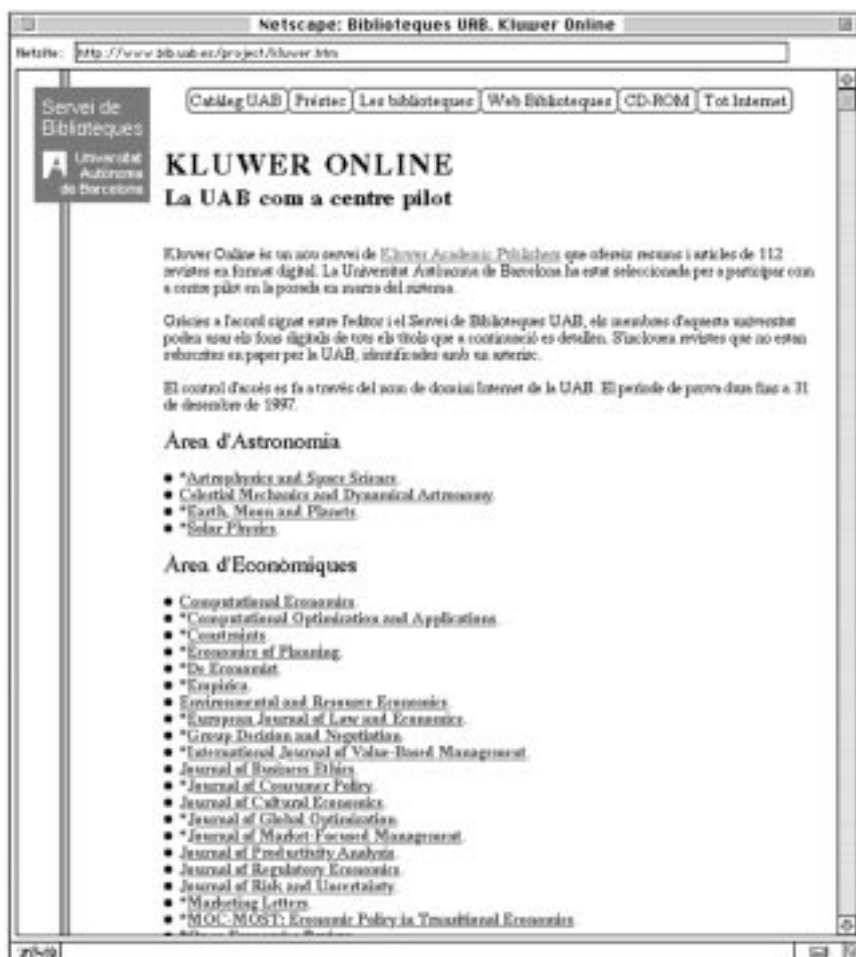 Netscape: Biblioteques UAB. Kluwer Online
Netsite: http://www.bib.uab.es/project/kluwer.htm
Servei de
Biblioteques
Universitat
Autònoma
de Barcelona
Catàleg UAB Préstec Les biblioteques Web Biblioteques CD-ROM Tot Internet
KLUWER ONLINE
La UAB com a centre pilot
Kluwer Online és un nou servei de Kluwer Academic Publishers que ofereix resums i articles de 112
revistes en format digital. La Universitat Autònoma de Barcelona ha estat seleccionada per a participar com
a centre pilot en la posada en marxa del sistema.
Gràcies a l'acord signat entre l'editor i el Servei de Biblioteques UAB, els membres d'aquesta universitat
poden usar els fons digitals de tots els títols que a continuació es detallen. S'inclouen revistes que no estan
subscrites en paper per la UAB, identificades amb un asterisc.
El control d'accés es fa a través del nom de domini Internet de la UAB. El període de prova dura fins a 31
de desembre de 1997.
Àrea d'Astronomia
• *Astrophysics and Space Science.
• Celestial Mechanics and Dynamical Astronomy.
• *Earth, Moon and Planets.
• *Solar Physics.
Àrea d'Econòmiques
• Computational Economics.
• *Computational Optimization and Applications.
• *Constraints.
• *Economics of Planning.
• *De Economist.
• *Empirica.
• Environmental and Resource Economics.
• *European Journal of Law and Economics.
• *Group Decision and Negotiation.
• *International Journal of Value-Based Management.
• Journal of Business Ethics.
• *Journal of Consumer Policy.
• Journal of Cultural Economics.
• *Journal of Global Optimization.
• *Journal of Market-Focused Management.
• Journal of Productivity Analysis.
• Journal of Regulatory Economics.
• Journal of Risk and Uncertainty.
• *Marketing Letters.
• *MOC-MOST: Economic Policy in Transitional Economics.